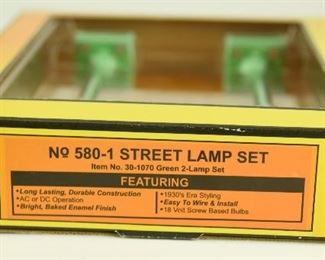 Nº 580-1 STREET LAMP SET
Item No. 30-1070 Green 2-Lamp Set
FEATURING
•Long Lasting, Durable Construction
•AC or DC Operation
•Bright, Baked Enamel Finish
•1930's Era Styling
•Easy To Wire & Install
•18 Volt Screw Based Bulbs